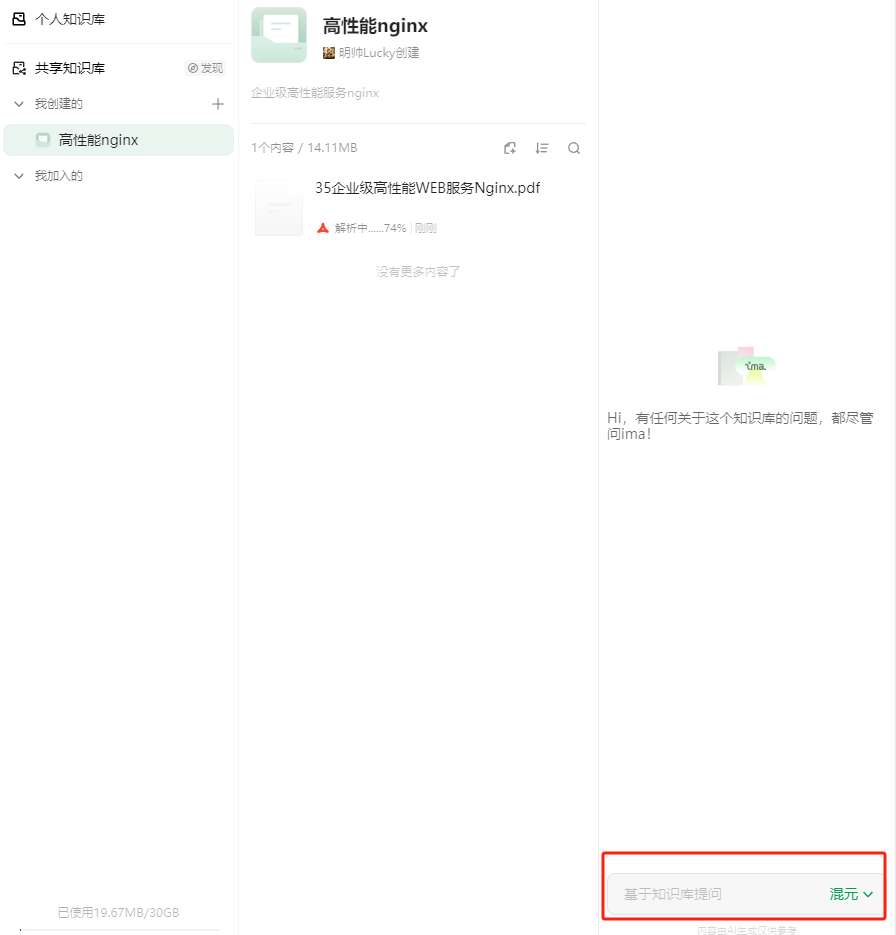 个人知识库
共享知识库
发现
我创建的
高性能nginx
我加入的
已使用19.67MB/30GB
高性能nginx
明帅Lucky创建
企业级高性能服务nginx
1个内容 / 14.11MB
35企业级高性能WEB服务Nginx.pdf
解析中......74% | 刚刚
没有更多内容了
ima.
Hi，有任何关于这个知识库的问题，都尽管
问ima！
基于知识库提问
混元
内容由AI生成仅供参考